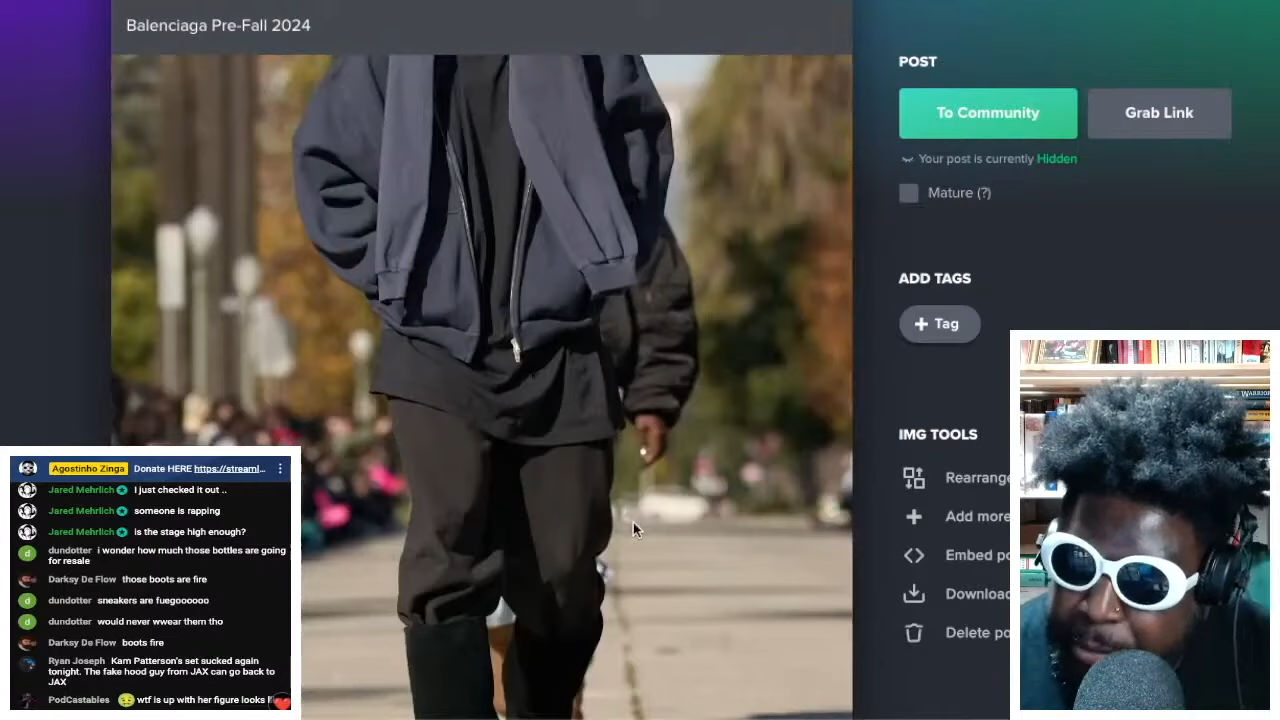 Balenciaga Pre-Fall 2024
POST
To Community
Grab Link
Your post is currently Hidden
Mature (?)
ADD TAGS
+ Tag
IMG TOOLS
Rearrange
Add more
Embed po
Download
Delete po
WARRIOR
Agostinho Zinga Donate HERE https://streaml...
Jared Mehrlich I just checked it out ..
Jared Mehrlich someone is rapping
Jared Mehrlich is the stage high enough?
dundotter i wonder how much those bottles are going
for resale
Darksy De Flow those boots are fire
dundotter sneakers are fuegoooooo
dundotter would never wwear them tho
Darksy De Flow boots fire
Ryan Joseph Kam Patterson's set sucked again
tonight. The fake hood guy from JAX can go back to
JAX
PodCastables wtf is up with her figure looks